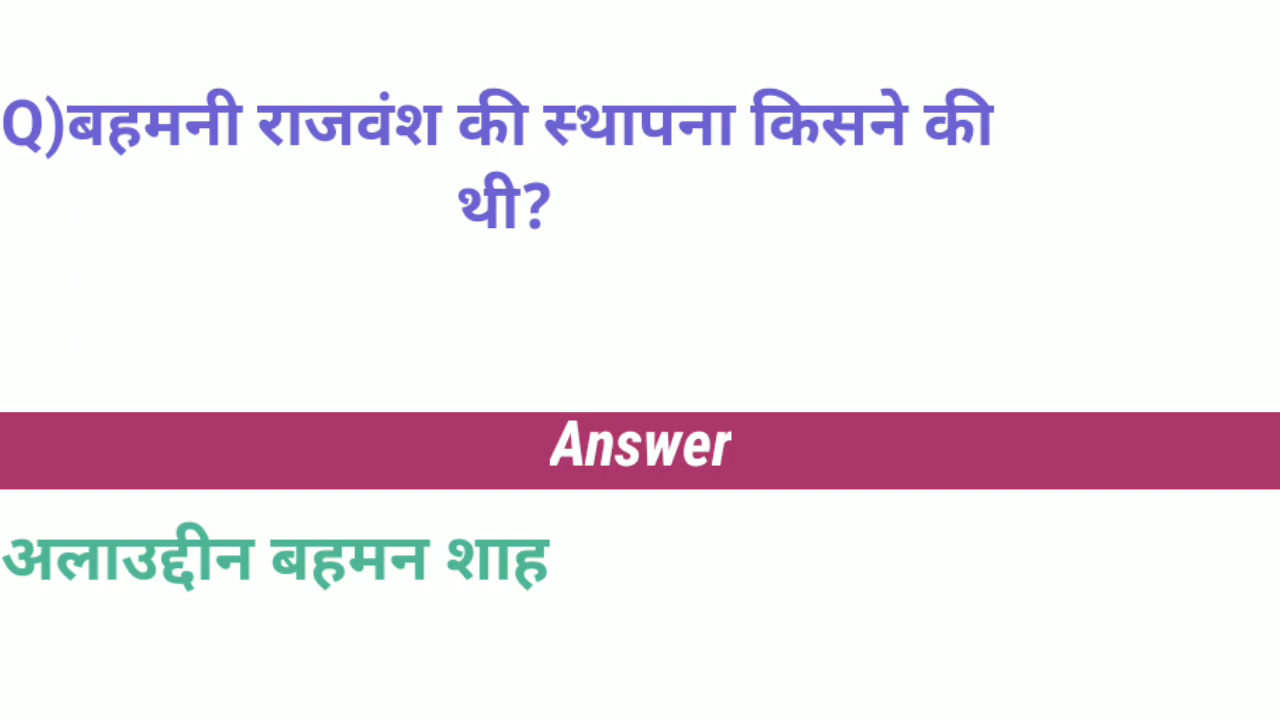 Q)बहमनी राजवंश की स्थापना किसने की
थी?
Answer
अलाउद्दीन बहमन शाह